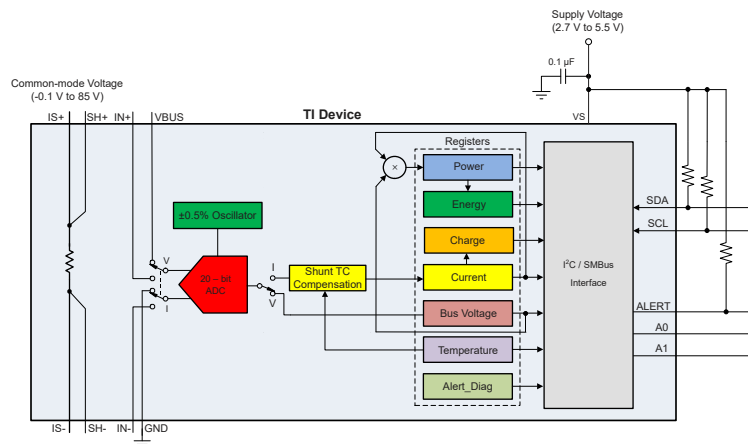 Supply Voltage
(2.7 V to 5.5 V)
0.1 µF
Common-mode Voltage
(-0.1 V to 85 V)
IS+ SH+ IN+ VBUS
TI Device
VS
Registers
×
Power
Energy
±0.5% Oscillator
SDA
Charge
SCL
V
I
20 – bit
ADC
Shunt TC
Compensation
Current
I²C / SMBus
Interface
I
V
Bus Voltage
ALERT
A0
Temperature
A1
Alert_Diag
IS- SH- IN- GND